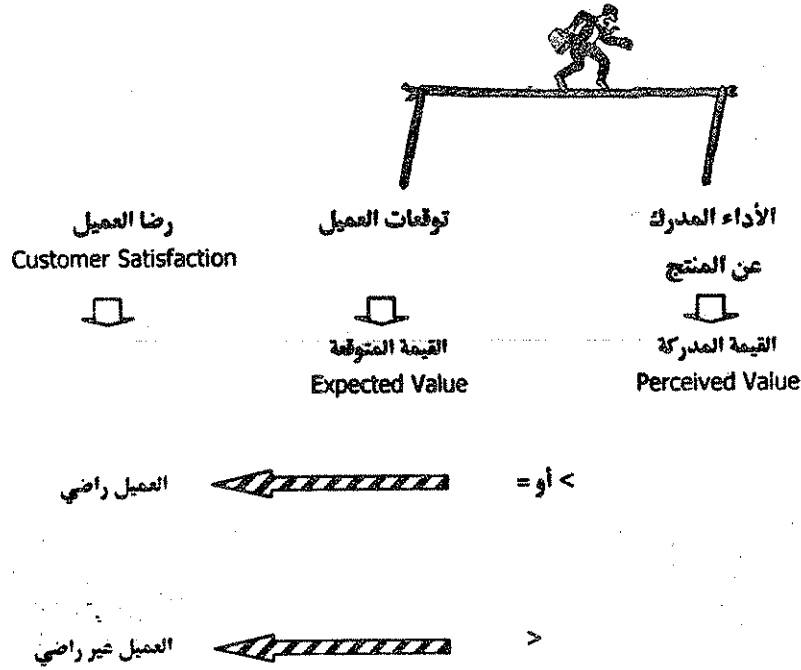 الأداء المدرك
عن المنتج
توقعات العميل
رضا العميل
Customer Satisfaction
القيمة المدركة
Perceived Value
القيمة المتوقعة
Expected Value
> أو =
العميل راضي
>
العميل غير راضي